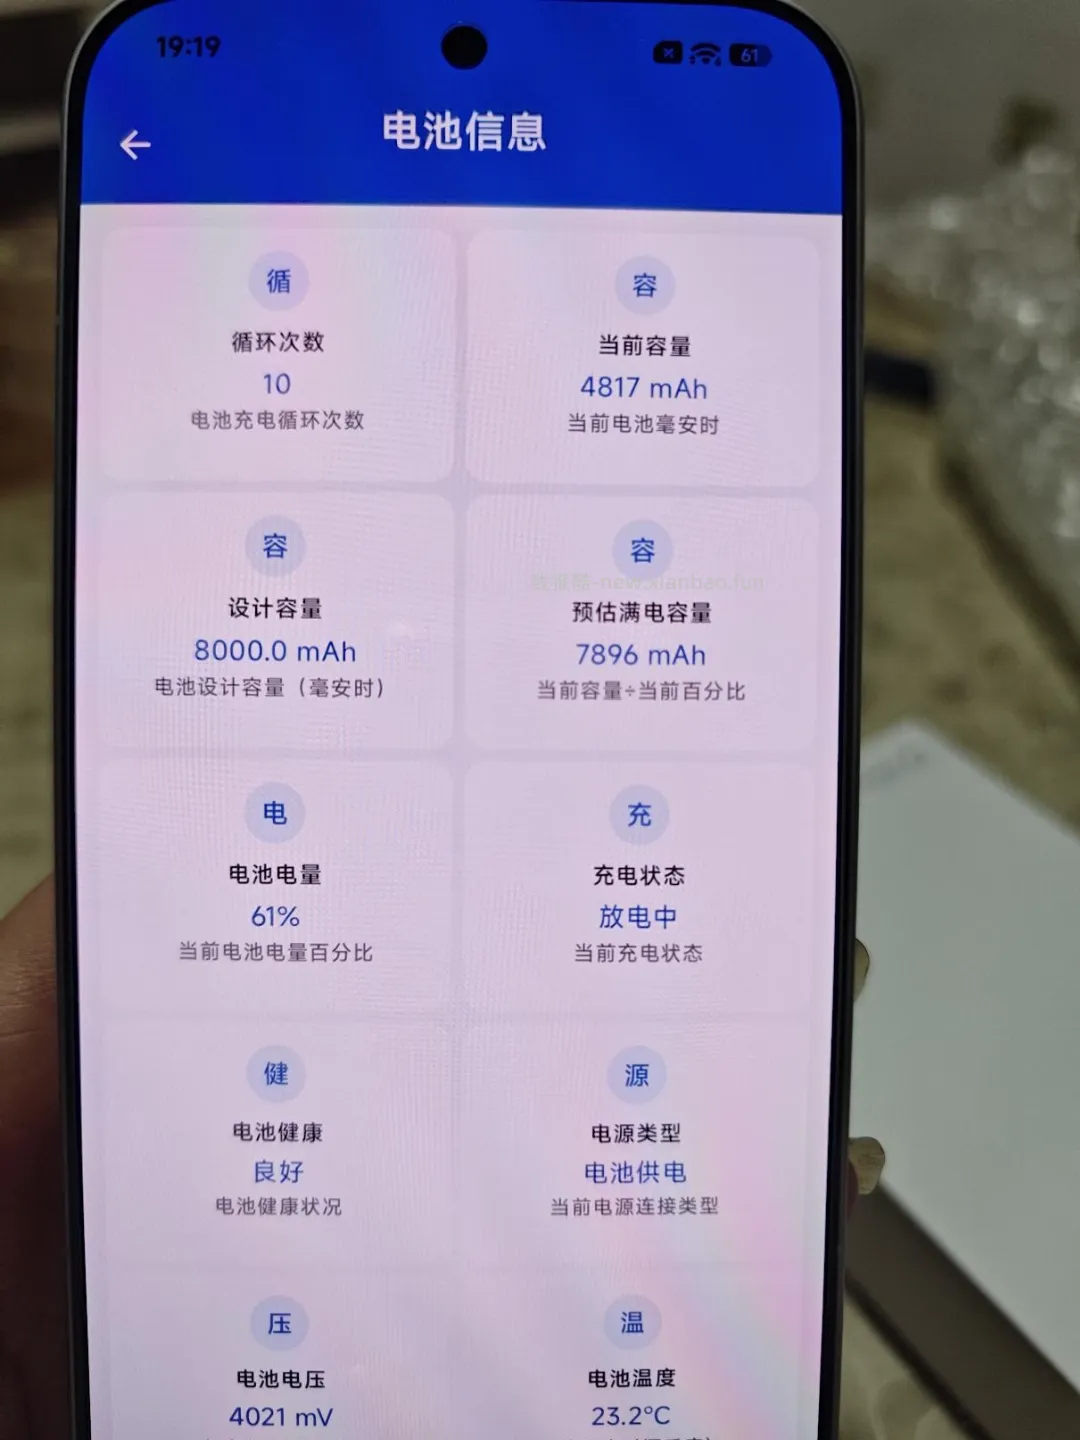 19:19
61
电池信息
循
循环次数
10
电池充电循环次数
容
当前容量
4817 mAh
当前电池毫安时
容
设计容量
8000.0 mAh
电池设计容量（毫安时）
容
new.xianbao.fun
预估满电容量
7896 mAh
当前容量÷当前百分比
电
电池电量
61%
当前电池电量百分比
充
充电状态
放电中
当前充电状态
健
电池健康
良好
电池健康状况
源
电源类型
电池供电
当前电源连接类型
压
电池电压
4021 mV
温
电池温度
23.2°C